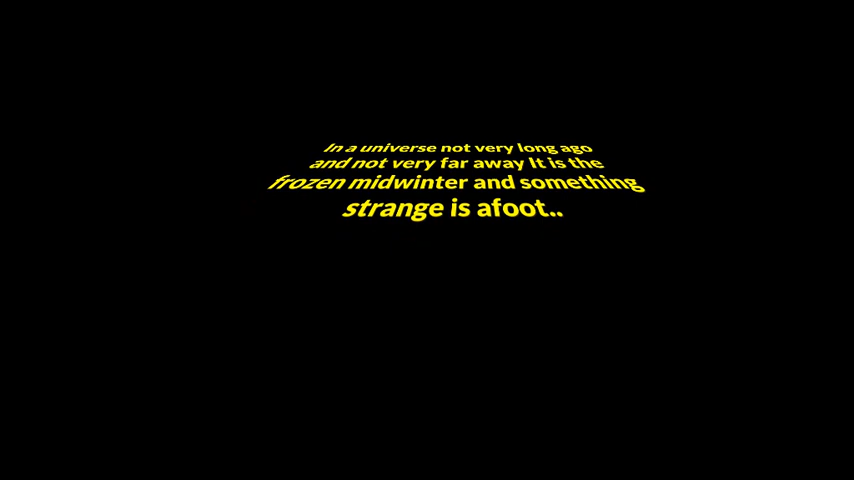 In a universe not very long ago
and not very far away It is the
frozen midwinter and something
strange is afoot..